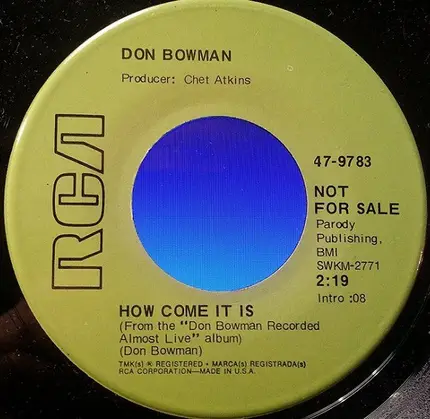 DON BOWMAN
Producer: Chet Atkins
RCA
47-9783
NOT
FOR SALE
Parody
Publishing,
BMI
SWKM-2771
2:19
Intro :08
HOW COME IT IS
(From the "Don Bowman Recorded
Almost Live" album)
(Don Bowman)
TMK(s) ® REGISTERED • MARCA(s) REGISTRADA(s)
RCA CORPORATION—MADE IN U.S.A.